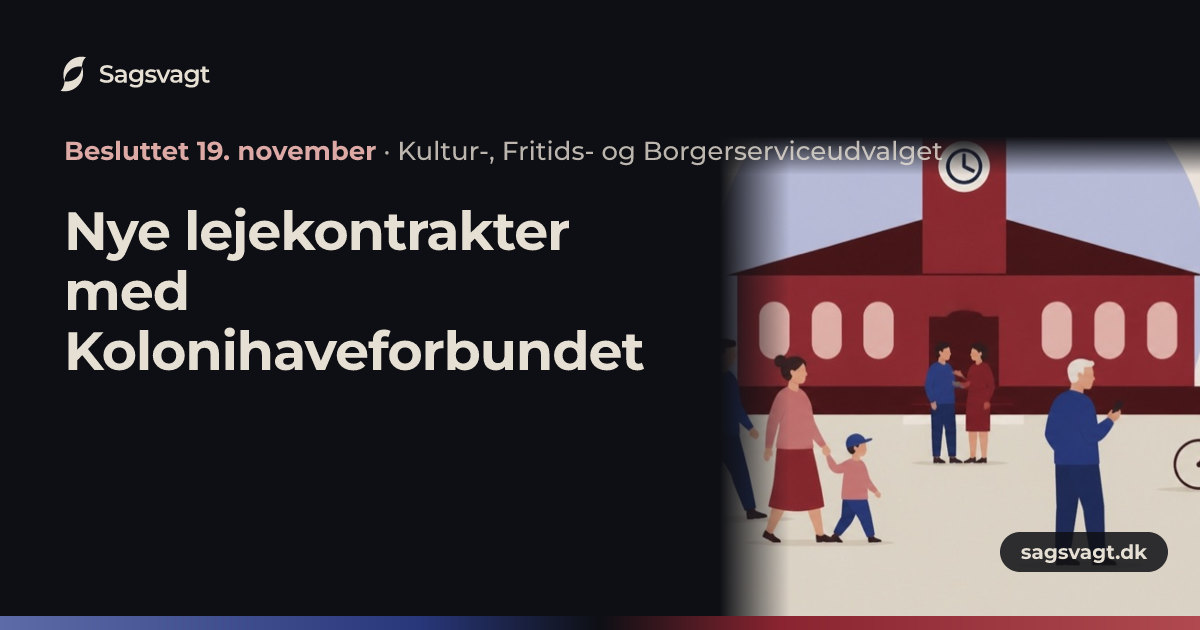 Sagsvagt
Besluttet 19. november · Kultur-, Fritids- og Borgerserviceudvalget
Nye lejekontrakter
med
Kolonihaveforbundet
sagsvagt.dk